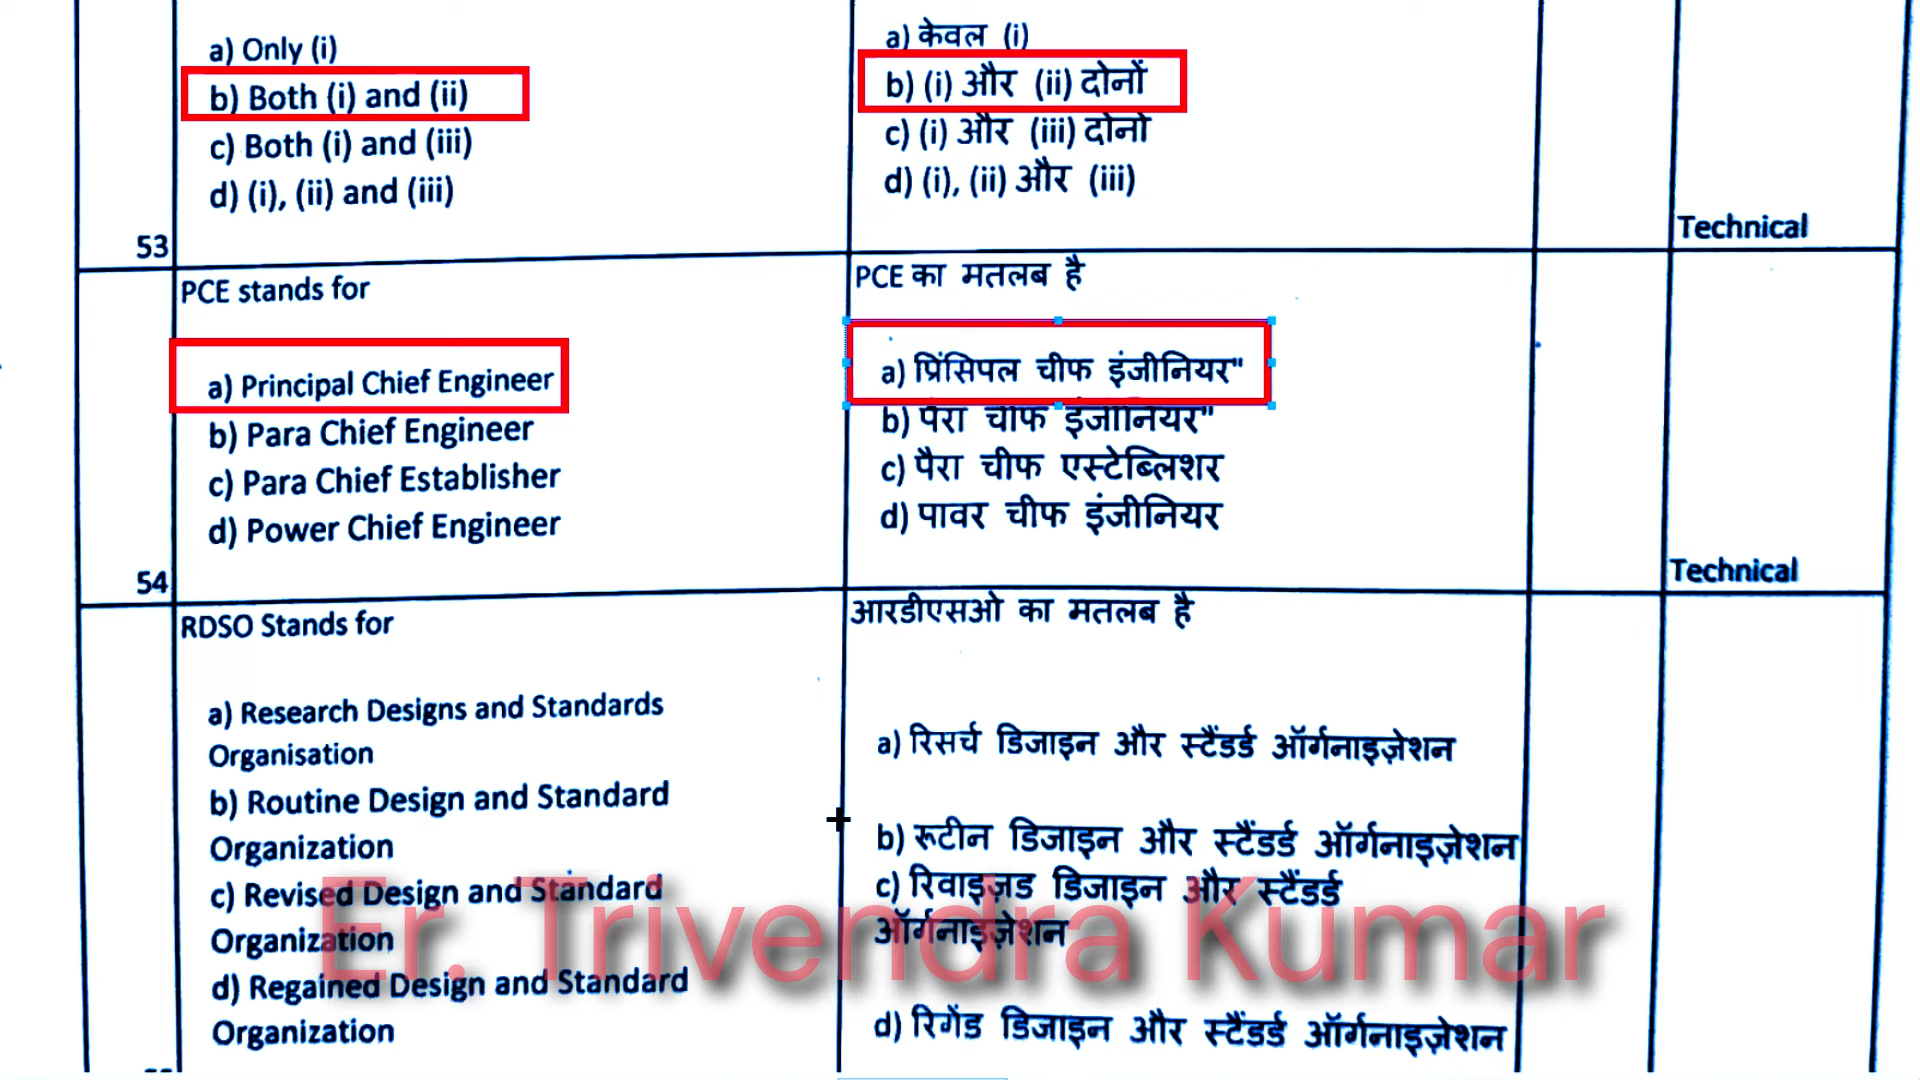 a) Only (i)
b) Both (i) and (ii)
c) Both (i) and (iii)
d) (i), (ii) and (iii)
53
a) केवल (i)
b) (i) और (ii) दोनों
c) (i) और (iii) दोनो
d) (i), (ii) और (iii)
Technical
PCE stands for
a) Principal Chief Engineer
b) Para Chief Engineer
c) Para Chief Establisher
d) Power Chief Engineer
54
PCE का मतलब है
a) प्रिंसिपल चीफ इंजीनियर"
b) पैरा चीफ इंजीनियर"
c) पैरा चीफ एस्टेब्लिशर
d) पावर चीफ इंजीनियर
Technical
RDSO Stands for
a) Research Designs and Standards
Organisation
b) Routine Design and Standard
Organization
c) Revised Design and Standard
Organization
d) Regained Design and Standard
Organization
आरडीएसओ का मतलब है
a) रिसर्च डिजाइन और स्टैंडर्ड ऑर्गनाइज़ेशन
b) रूटीन डिजाइन और स्टैंडर्ड ऑर्गनाइज़ेशन
c) रिवाइज़ड डिजाइन और स्टैंडर्ड
ऑर्गनाइज़ेशन
d) रिगेंड डिजाइन और स्टैंडर्ड ऑर्गनाइज़ेशन
Er. Trivendra Kumar